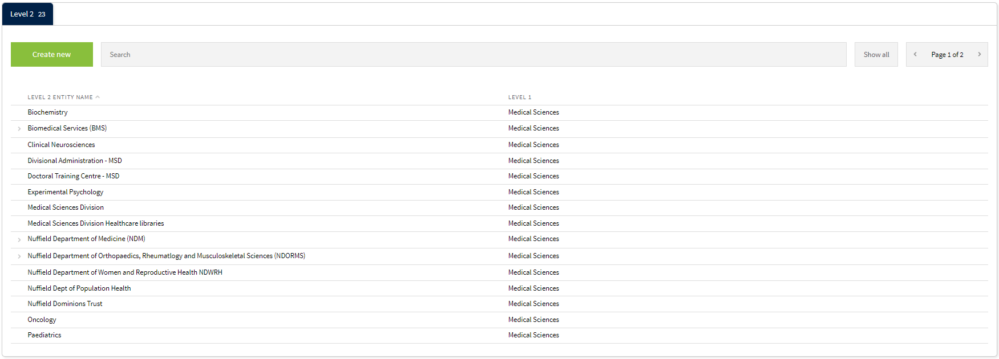 Level 2 23
Create new Search Show all Page 1 of 2
LEVEL 2 ENTITY NAME LEVEL 1
Biochemistry Medical Sciences
Biomedical Services (BMS) Medical Sciences
Clinical Neurosciences Medical Sciences
Divisional Administration - MSD Medical Sciences
Doctoral Training Centre - MSD Medical Sciences
Experimental Psychology Medical Sciences
Medical Sciences Division Medical Sciences
Medical Sciences Division Healthcare libraries Medical Sciences
Nuffield Department of Medicine (NDM) Medical Sciences
Nuffield Department of Orthopaedics, Rheumatlogy and Musculoskeletal Sciences (NDORMS) Medical Sciences
Nuffield Department of Women and Reproductive Health NDWRH Medical Sciences
Nuffield Dept of Population Health Medical Sciences
Nuffield Dominions Trust Medical Sciences
Oncology Medical Sciences
Paediatrics Medical Sciences